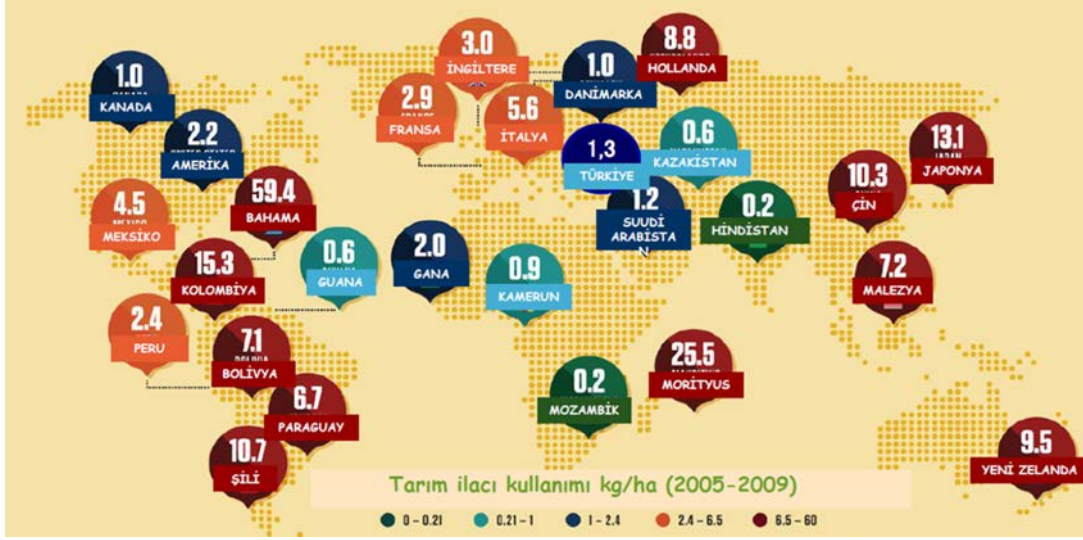 3.0
İNGİLTERE
8.8
HOLLANDA
1.0
KANADA
1.0
DANİMARKA
2.9
FRANSA
5.6
İTALYA
2.2
AMERİKA
1,3
TÜRKİYE
0.6
KAZAKİSTAN
13.1
JAPONYA
59.4
BAHAMA
4.5
MEKSİKO
1.2
SUUDİ
ARABİSTA
N
0.2
HİNDİSTAN
10.3
ÇİN
15.3
KOLOMBİYA
0.6
GUANA
2.0
GANA
0.9
KAMERUN
7.2
MALEZYA
2.4
PERU
7.1
BOLİVYA
25.5
MORİTYUS
0.2
MOZAMBİK
6.7
PARAGUAY
10.7
ŞİLİ
9.5
YENİ ZELANDA
Tarım ilacı kullanımı kg/ha (2005-2009)
0 – 0.21
0.21 – 1
1 – 2.4
2.4 – 6.5
6.5 – 60